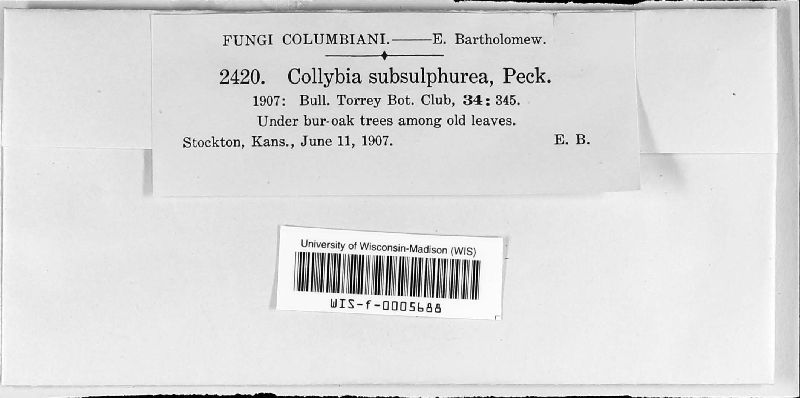 FUNGI COLUMBIANI.——E. Bartholomew.
2420. Collybia subsulphurea, Peck.
1907: Bull. Torrey Bot. Club, 34: 345.
Under bur-oak trees among old leaves.
Stockton, Kans., June 11, 1907. E. B.
University of Wisconsin-Madison (WIS)
WIS-f-0005688